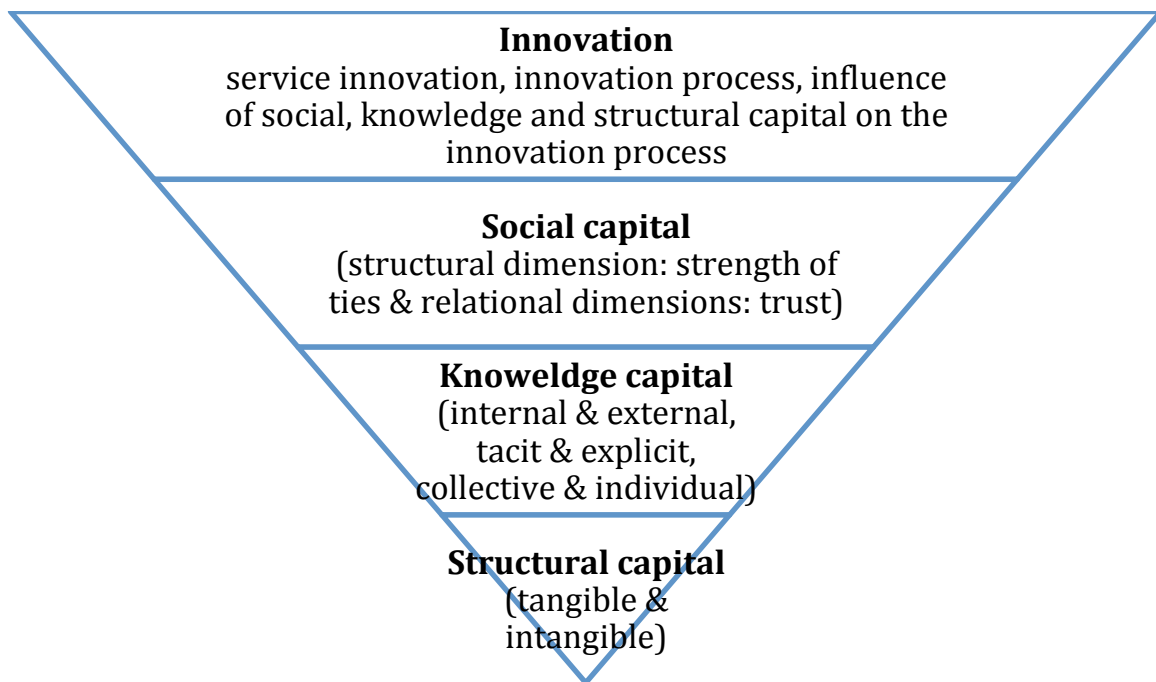 Innovation
service innovation, innovation process, influence
of social, knowledge and structural capital on the
innovation process
Social capital
(structural dimension: strength of
ties & relational dimensions: trust)
Knoweldge capital
(internal & external,
tacit & explicit,
collective & individual)
Structural capital
(tangible &
intangible)